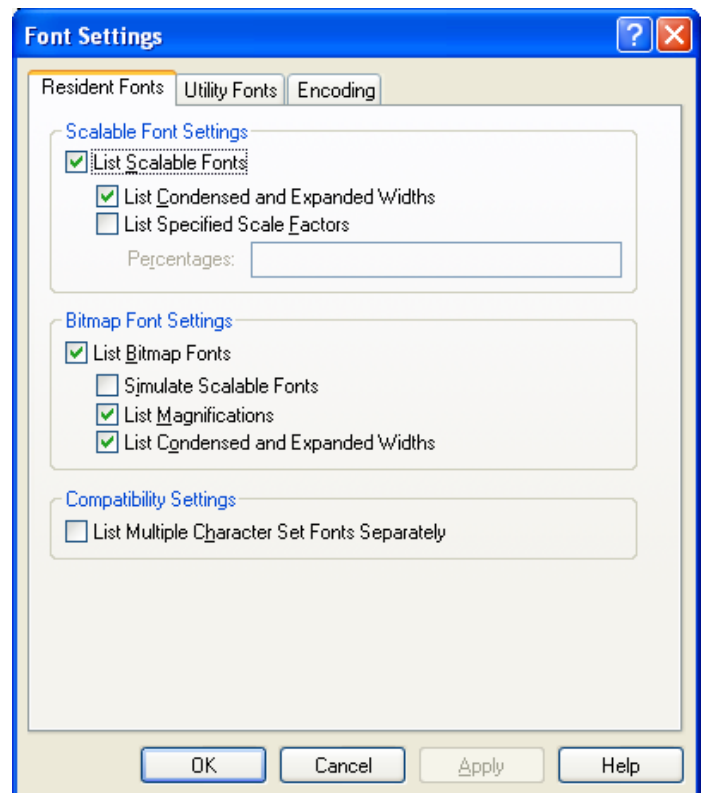 Font Settings
Resident Fonts Utility Fonts Encoding
Scalable Font Settings
List Scalable Fonts
List Condensed and Expanded Widths
List Specified Scale Factors
Percentages:
Bitmap Font Settings
List Bitmap Fonts
Simulate Scalable Fonts
List Magnifications
List Condensed and Expanded Widths
Compatibility Settings
List Multiple Character Set Fonts Separately
OK Cancel Apply Help